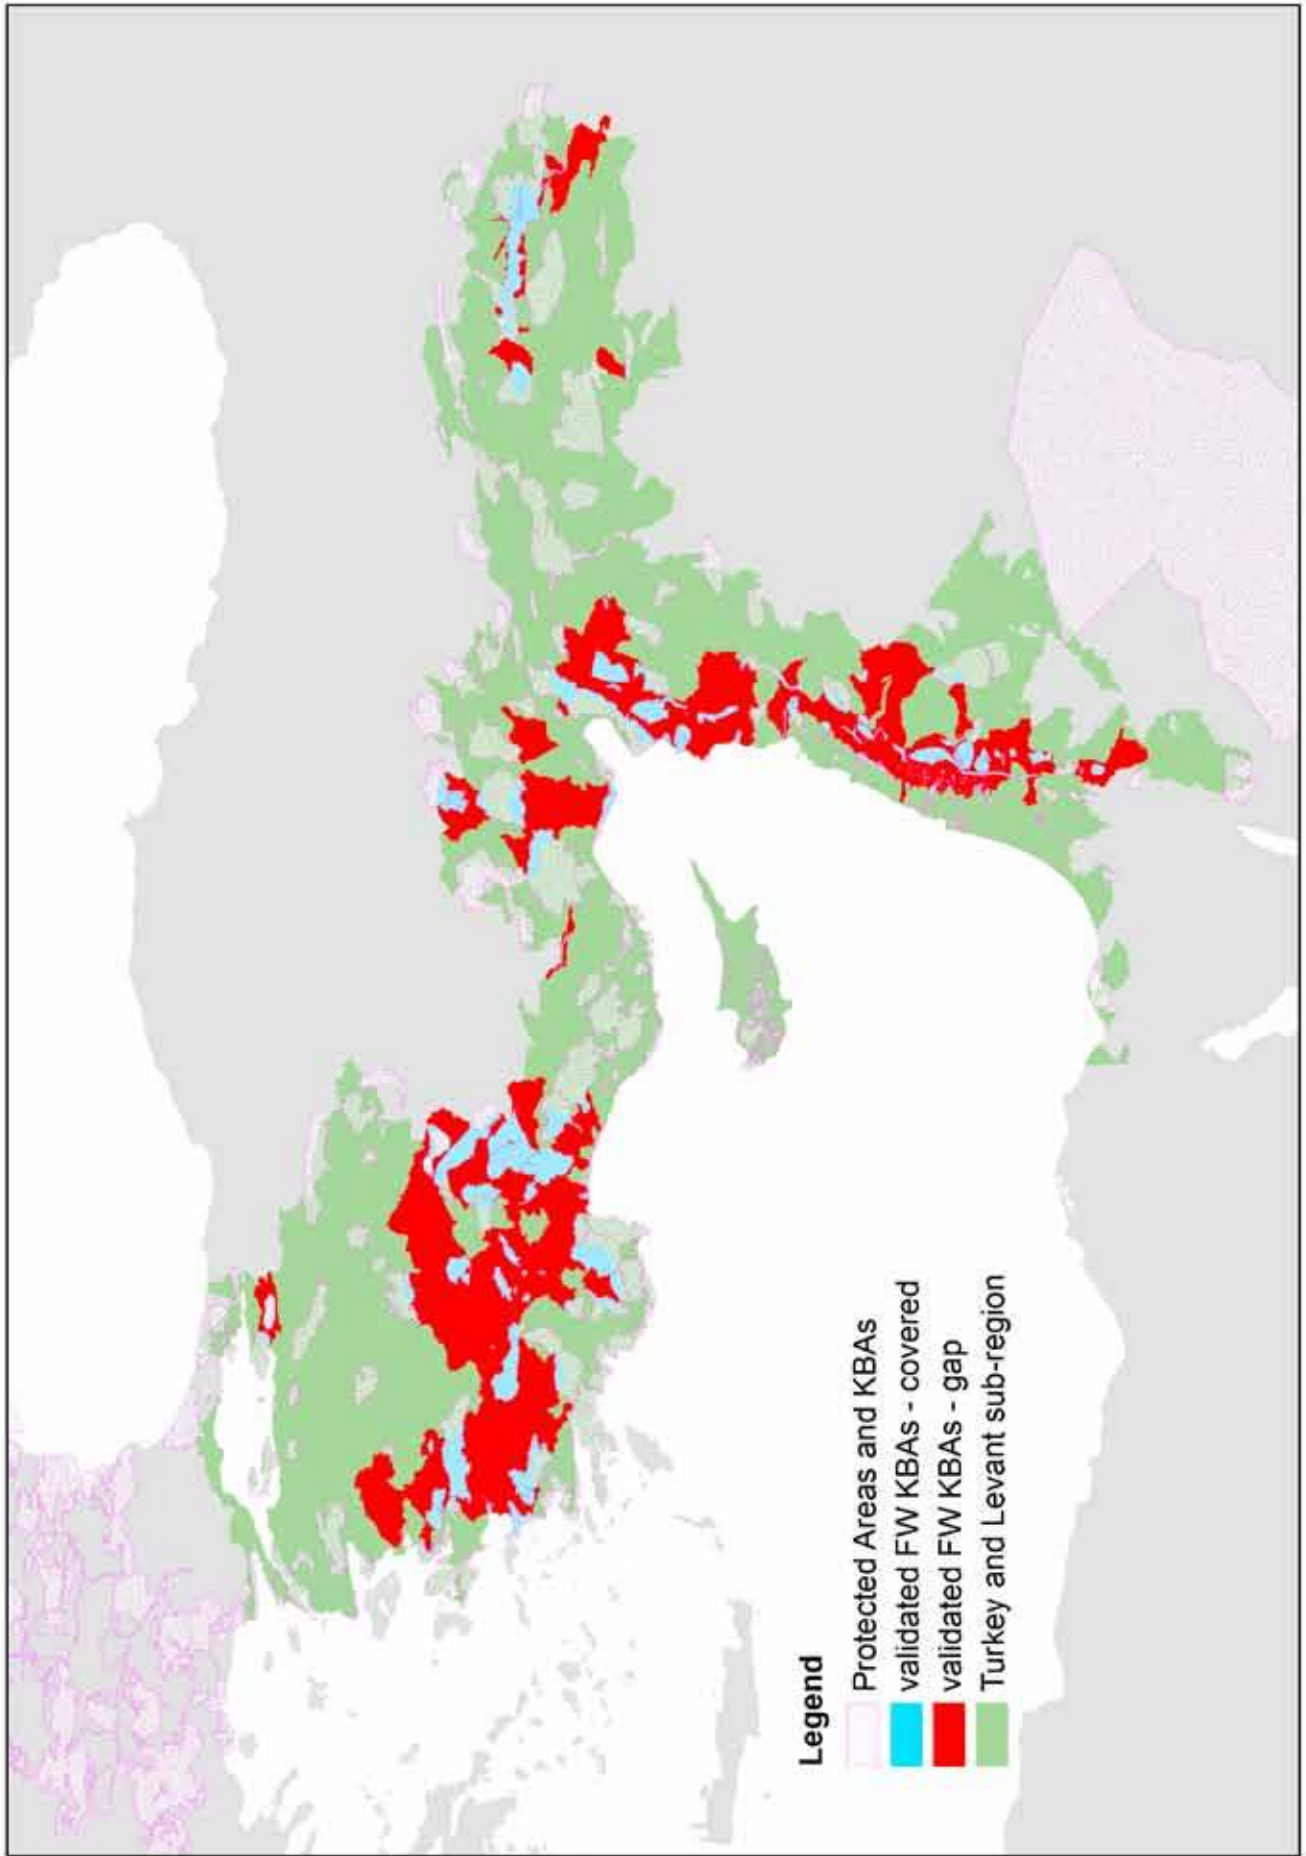 Legend
Protected Areas and KBAs
validated FW KBAs - covered
validated FW KBAs - gap
Turkey and Levant sub-region